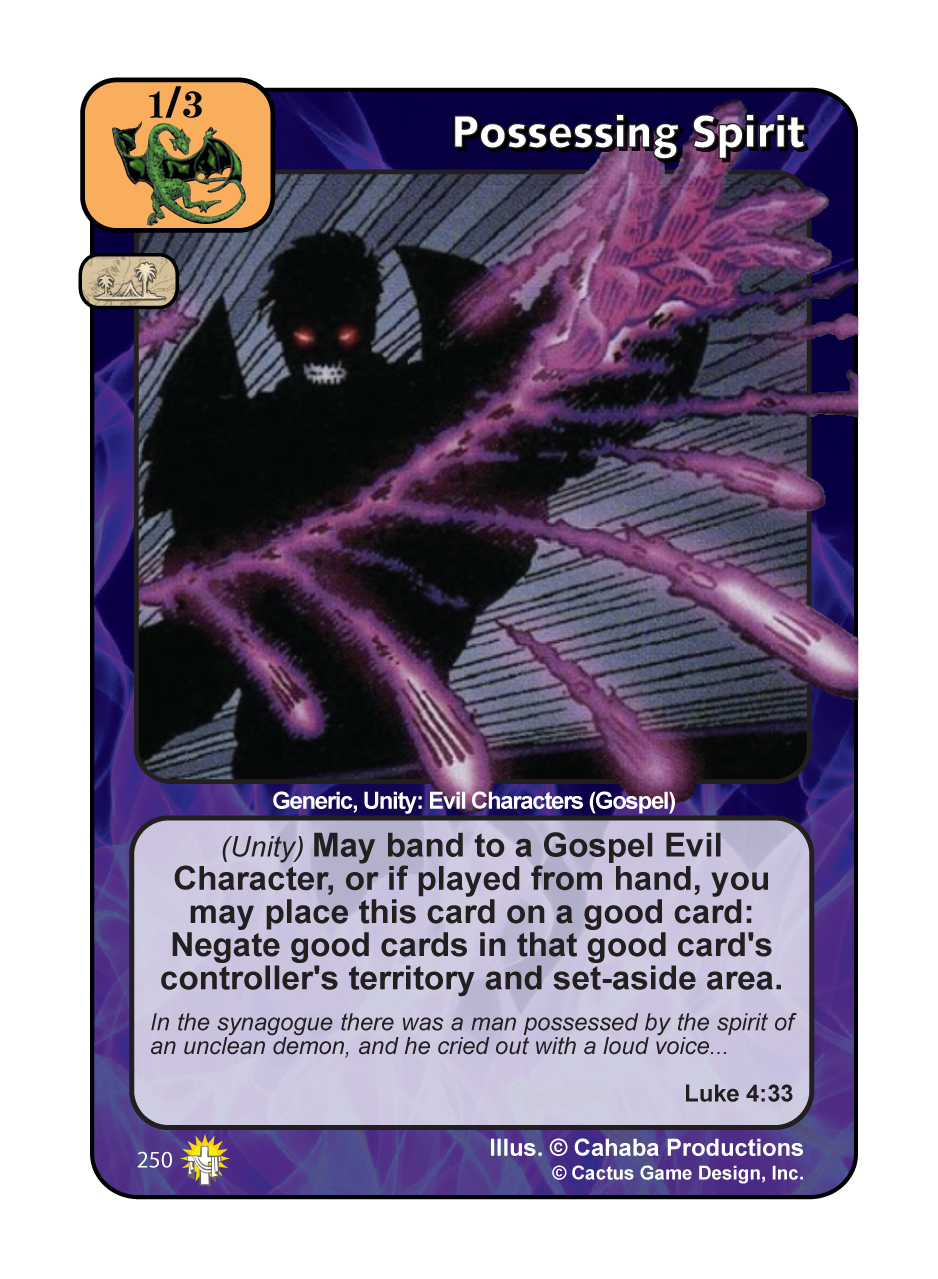 1/3
Possessing Spirit
Generic, Unity: Evil Characters (Gospel)
(Unity) May band to a Gospel Evil
Character, or if played from hand, you
may place this card on a good card:
Negate good cards in that good card's
controller's territory and set-aside area.
In the synagogue there was a man possessed by the spirit of
an unclean demon, and he cried out with a loud voice...
Luke 4:33
250
Illus. © Cahaba Productions
© Cactus Game Design, Inc.